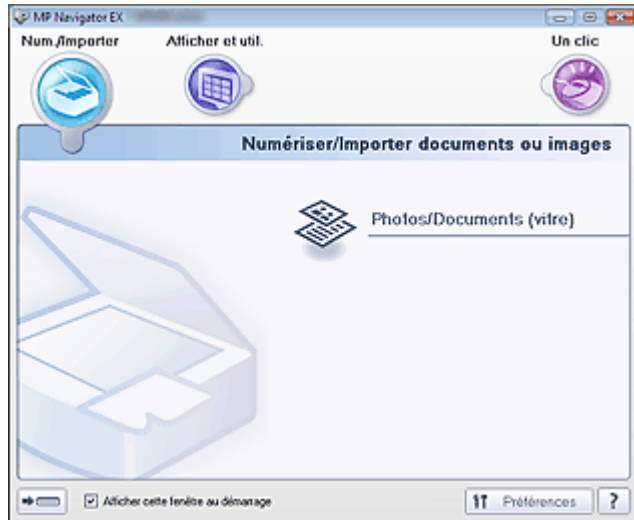 MP Navigator EX
Num./Importer
Afficher et util.
Un clic
Numériser/Importer documents ou images
Photos/Documents (vitre)
Afficher cette fenêtre au démarrage
Préférences
?